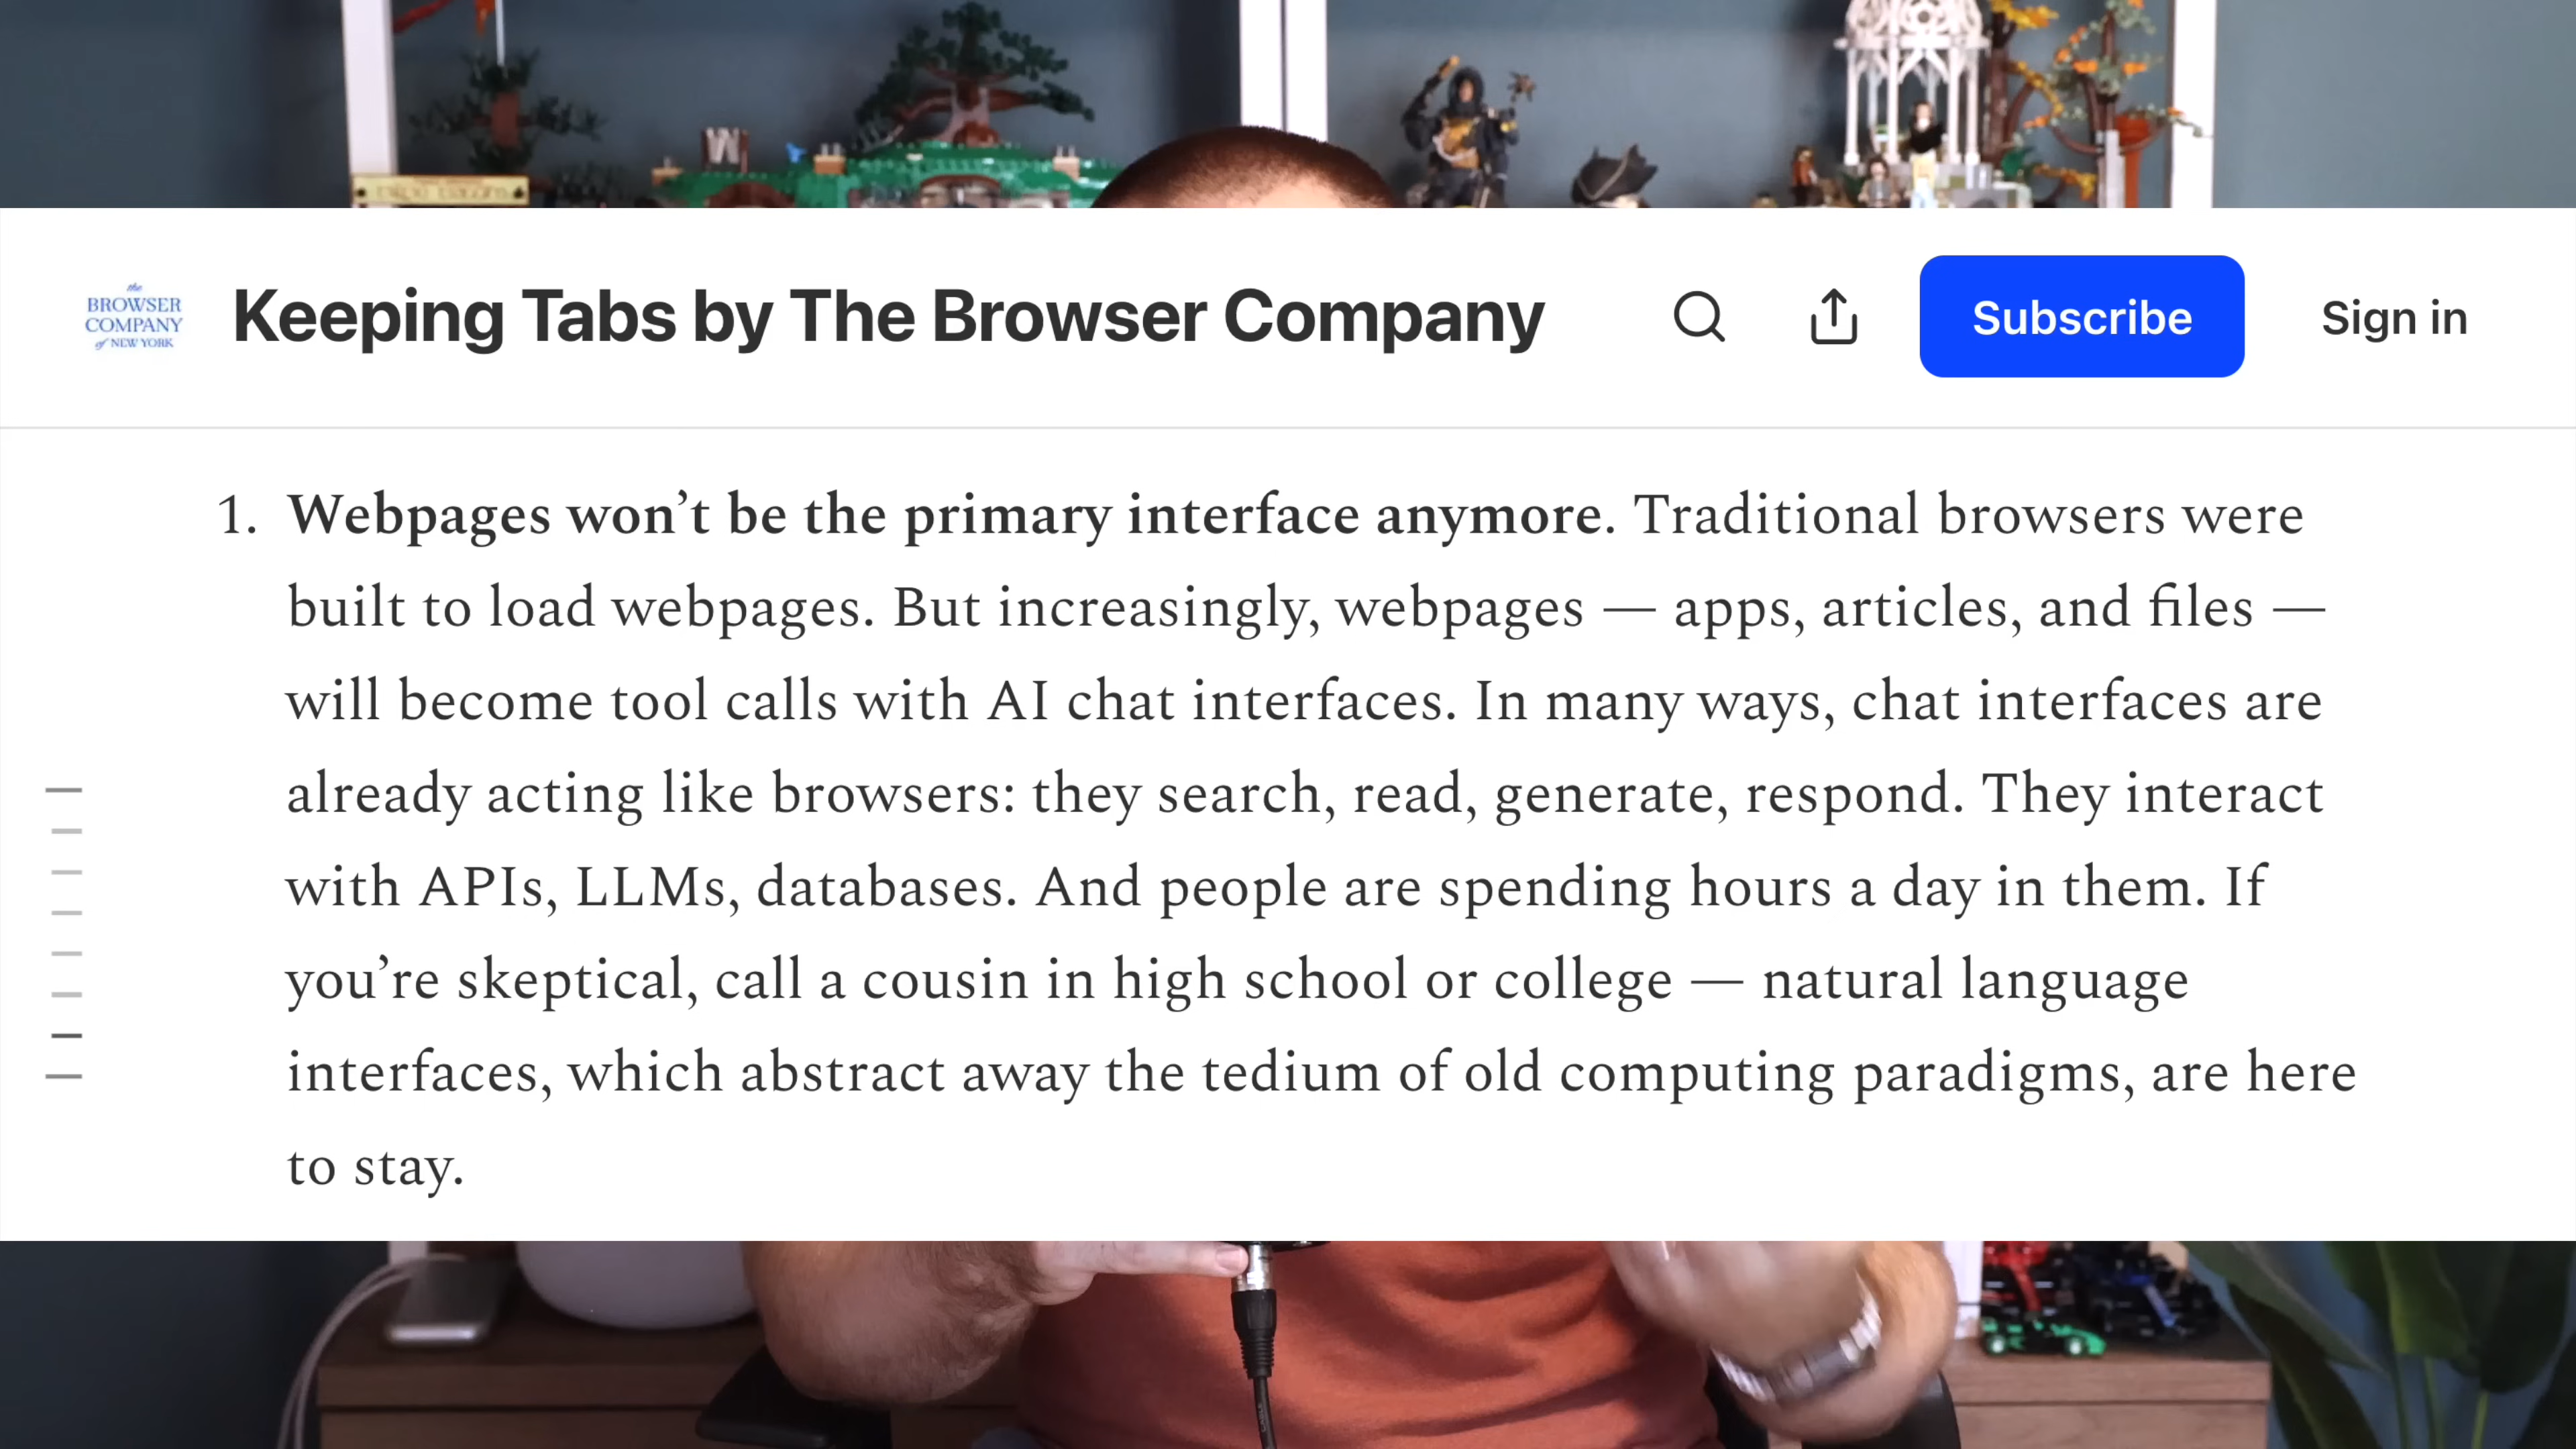 the
BROWSER
COMPANY
of NEW YORK
Keeping Tabs by The Browser Company
Subscribe
Sign in
1. Webpages won’t be the primary interface anymore. Traditional browsers were
built to load webpages. But increasingly, webpages — apps, articles, and files —
will become tool calls with AI chat interfaces. In many ways, chat interfaces are
already acting like browsers: they search, read, generate, respond. They interact
with APIs, LLMs, databases. And people are spending hours a day in them. If
you’re skeptical, call a cousin in high school or college — natural language
interfaces, which abstract away the tedium of old computing paradigms, are here
to stay.